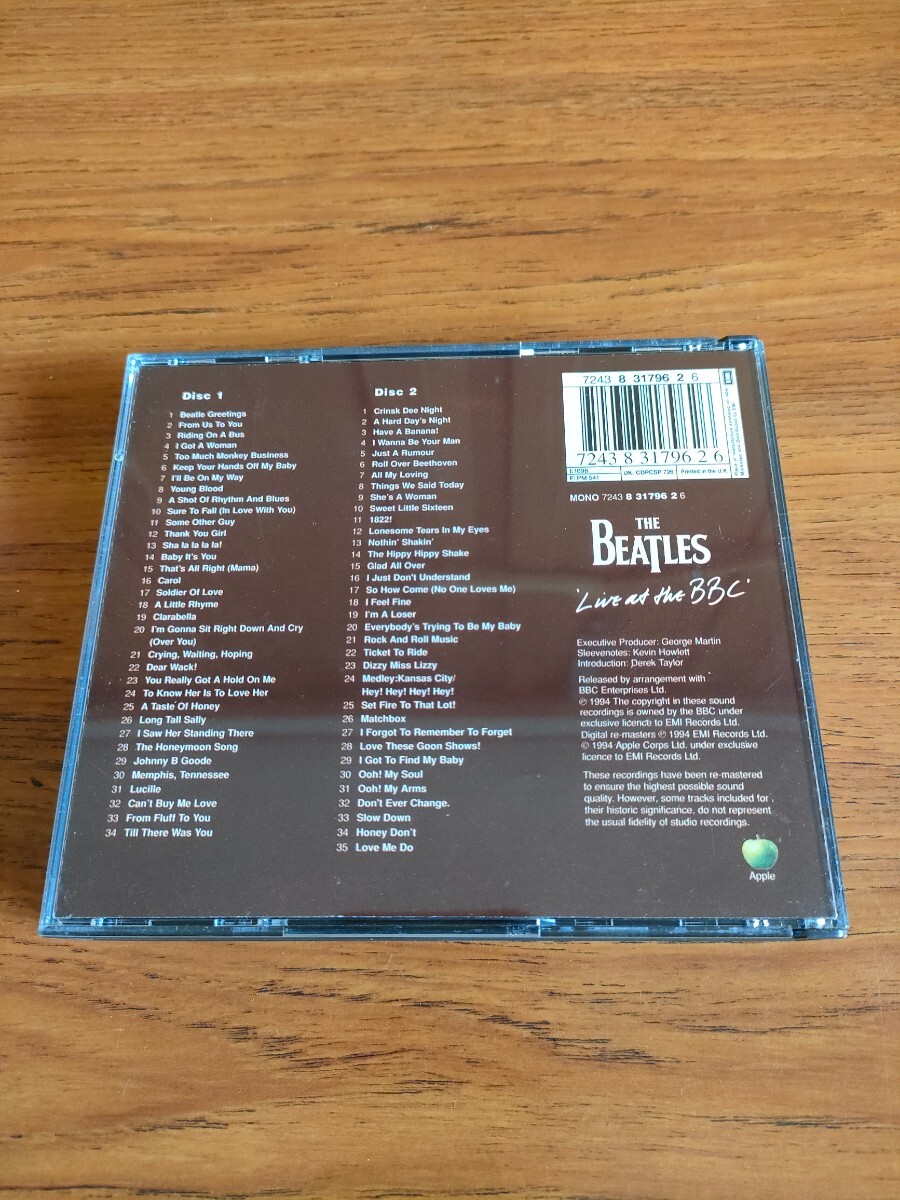 Disc 1
1 Beatle Greetings
2 From Us To You
3 Riding On A Bus
4 I Got A Woman
5 Too Much Monkey Business
6 Keep Your Hands Off My Baby
7 I'll Be On My Way
8 Young Blood
9 A Shot Of Rhythm And Blues
10 Sure To Fall (In Love With You)
11 Some Other Guy
12 Thank You Girl
13 Sha la la la la!
14 Baby It's You
15 That's All Right (Mama)
16 Carol
17 Soldier Of Love
18 A Little Rhyme
19 Clarabella
20 I'm Gonna Sit Right Down And Cry
(Over You)
21 Crying, Waiting, Hoping
22 Dear Wack!
23 You Really Got A Hold On Me
24 To Know Her Is To Love Her
25 A Taste Of Honey
26 Long Tall Sally
27 I Saw Her Standing There
28 The Honeymoon Song
29 Johnny B Goode
30 Memphis, Tennessee
31 Lucille
32 Can't Buy Me Love
33 From Fluff To You
34 Till There Was You
Disc 2
1 Crinsk Dee Night
2 A Hard Day's Night
3 Have A Banana!
4 I Wanna Be Your Man
5 Just A Rumour
6 Roll Over Beethoven
7 All My Loving
8 Things We Said Today
9 She's A Woman
10 Sweet Little Sixteen
11 1822!
12 Lonesome Tears In My Eyes
13 Nothin' Shakin'
14 The Hippy Hippy Shake
15 Glad All Over
16 I Just Don't Understand
17 So How Come (No One Loves Me)
18 I Feel Fine
19 I'm A Loser
20 Everybody's Trying To Be My Baby
21 Rock And Roll Music
22 Ticket To Ride
23 Dizzy Miss Lizzy
24 Medley:Kansas City/
Hey! Hey! Hey! Hey!
25 Set Fire To That Lot!
26 Matchbox
27 I Forgot To Remember To Forget
28 Love These Goon Shows!
29 I Got To Find My Baby
30 Ooh! My Soul
31 Ooh! My Arms
32 Don't Ever Change.
33 Slow Down
34 Honey Don't
35 Love Me Do
7243 8 31796 2 6
7243 8 31796 2 6
UK: CDPCSP 726
Printed in the U.K.
F: PM 541
MONO 7243 8 31796 2 6
THE
BEATLES
'Live at the BBC'
Executive Producer: George Martin
Sleevenotes: Kevin Howlett
Introduction: Derek Taylor
Released by arrangement with
BBC Enterprises Ltd.
℗ 1994 The copyright in these sound
recordings is owned by the BBC under
exclusive licence to EMI Records Ltd.
Digital re-masters ℗ 1994 EMI Records Ltd.
© 1994 Apple Corps Ltd. under exclusive
licence to EMI Records Ltd.
These recordings have been re-mastered
to ensure the highest possible sound
quality. However, some tracks included for
their historic significance, do not represent
the usual fidelity of studio recordings.
Apple